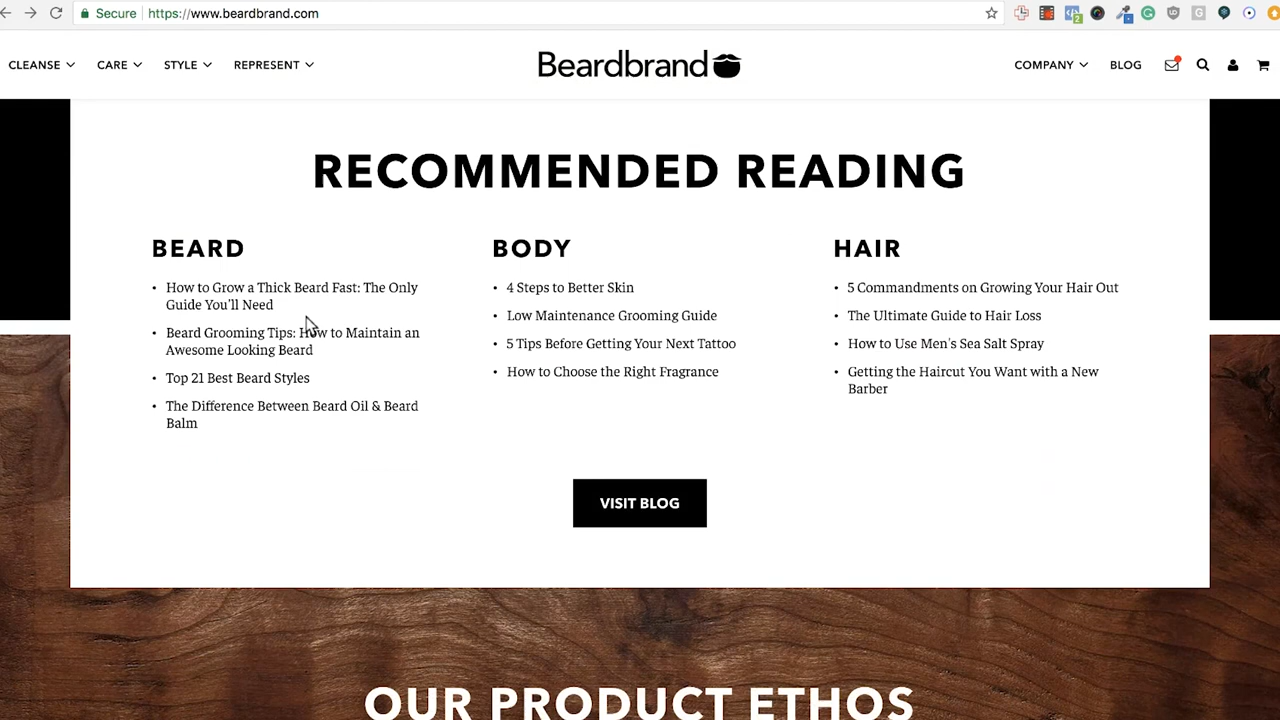 Secure https://www.beardbrand.com
CLEANSE CARE STYLE REPRESENT Beardbrand COMPANY BLOG
RECOMMENDED READING
BEARD
How to Grow a Thick Beard Fast: The Only
Guide You'll Need
Beard Grooming Tips: How to Maintain an
Awesome Looking Beard
Top 21 Best Beard Styles
The Difference Between Beard Oil & Beard
Balm
BODY
4 Steps to Better Skin
Low Maintenance Grooming Guide
5 Tips Before Getting Your Next Tattoo
How to Choose the Right Fragrance
HAIR
5 Commandments on Growing Your Hair Out
The Ultimate Guide to Hair Loss
How to Use Men's Sea Salt Spray
Getting the Haircut You Want with a New
Barber
VISIT BLOG
OUR PRODUCT ETHOS